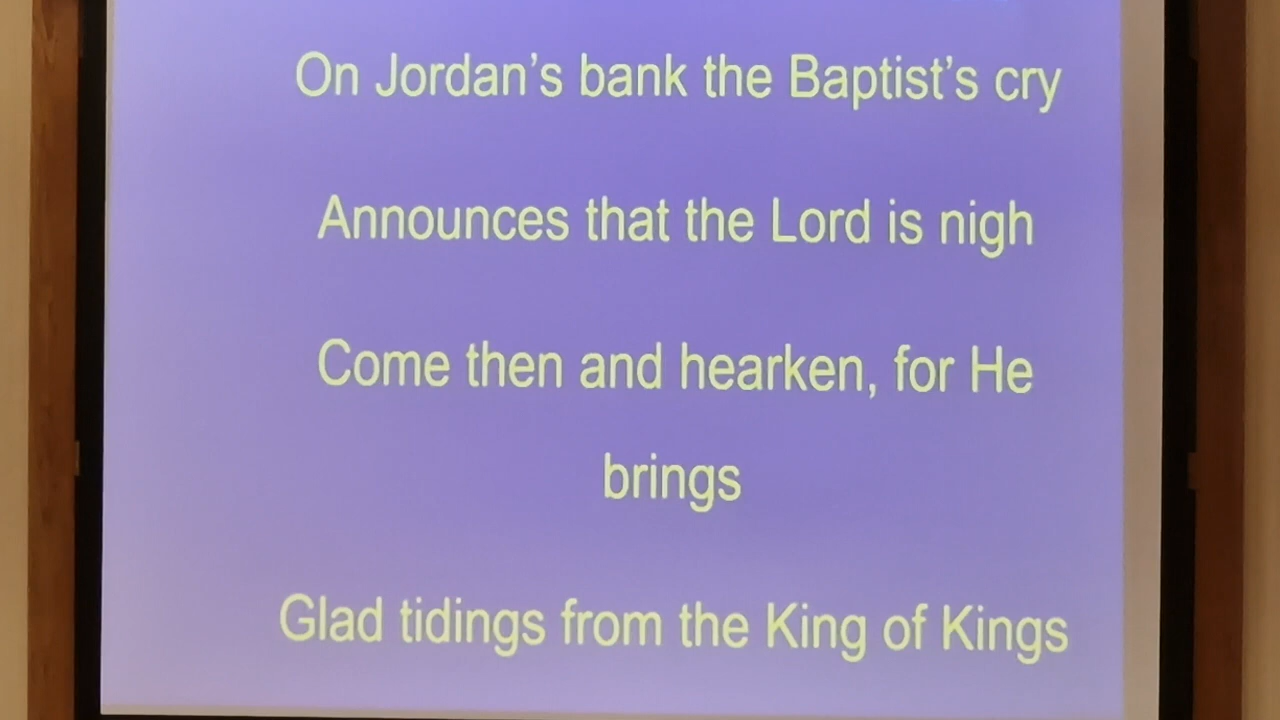 On Jordan’s bank the Baptist’s cry
Announces that the Lord is nigh
Come then and hearken, for He
brings
Glad tidings from the King of Kings